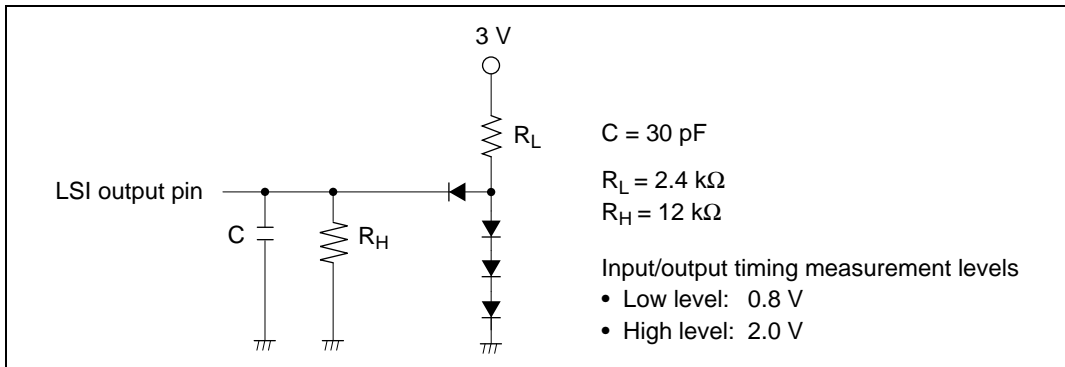 3 V
R_L
LSI output pin
C
R_H
C = 30 pF
R_L = 2.4 kΩ
R_H = 12 kΩ
Input/output timing measurement levels
• Low level: 0.8 V
• High level: 2.0 V